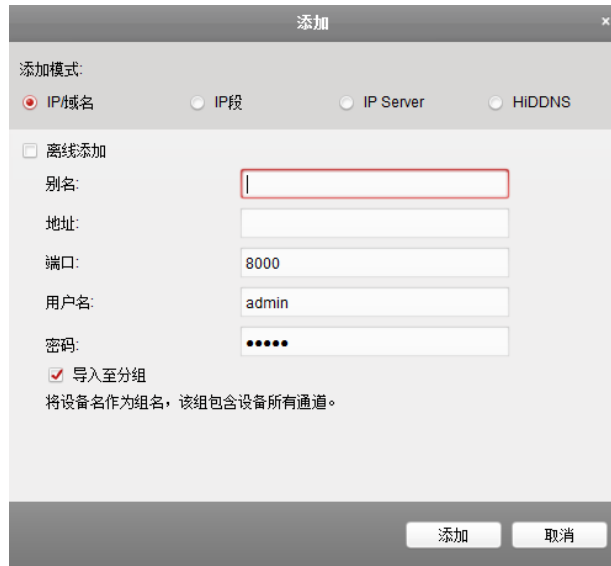 添加
×
添加模式:
IP/域名 IP段 IP Server HiDDNS
离线添加
别名:
地址:
端口: 8000
用户名: admin
密码: •••••
导入至分组
将设备名作为组名，该组包含设备所有通道。
添加 取消